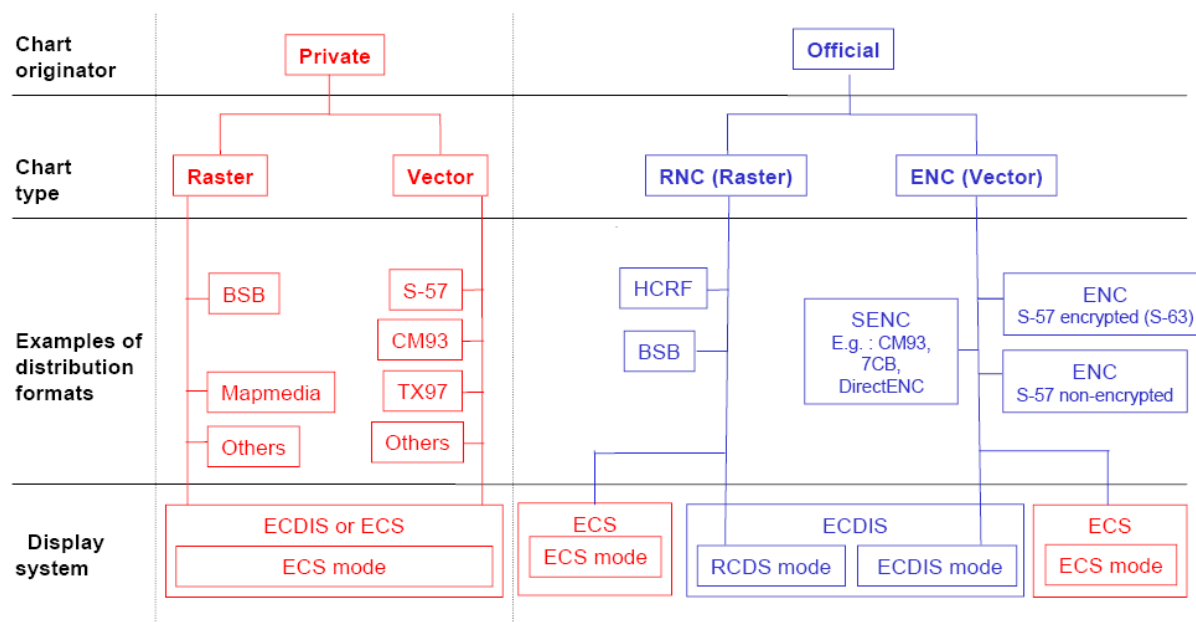 Chart
originator
Private
Official
Chart
type
Raster
Vector
RNC (Raster)
ENC (Vector)
Examples of
distribution
formats
BSB
Mapmedia
Others
S-57
CM93
TX97
Others
HCRF
BSB
SENC
E.g. : CM93,
7CB,
DirectENC
ENC
S-57 encrypted (S-63)
ENC
S-57 non-encrypted
Display
system
ECDIS or ECS
ECS mode
ECS
ECS mode
ECDIS
RCDS mode
ECDIS mode
ECS
ECS mode